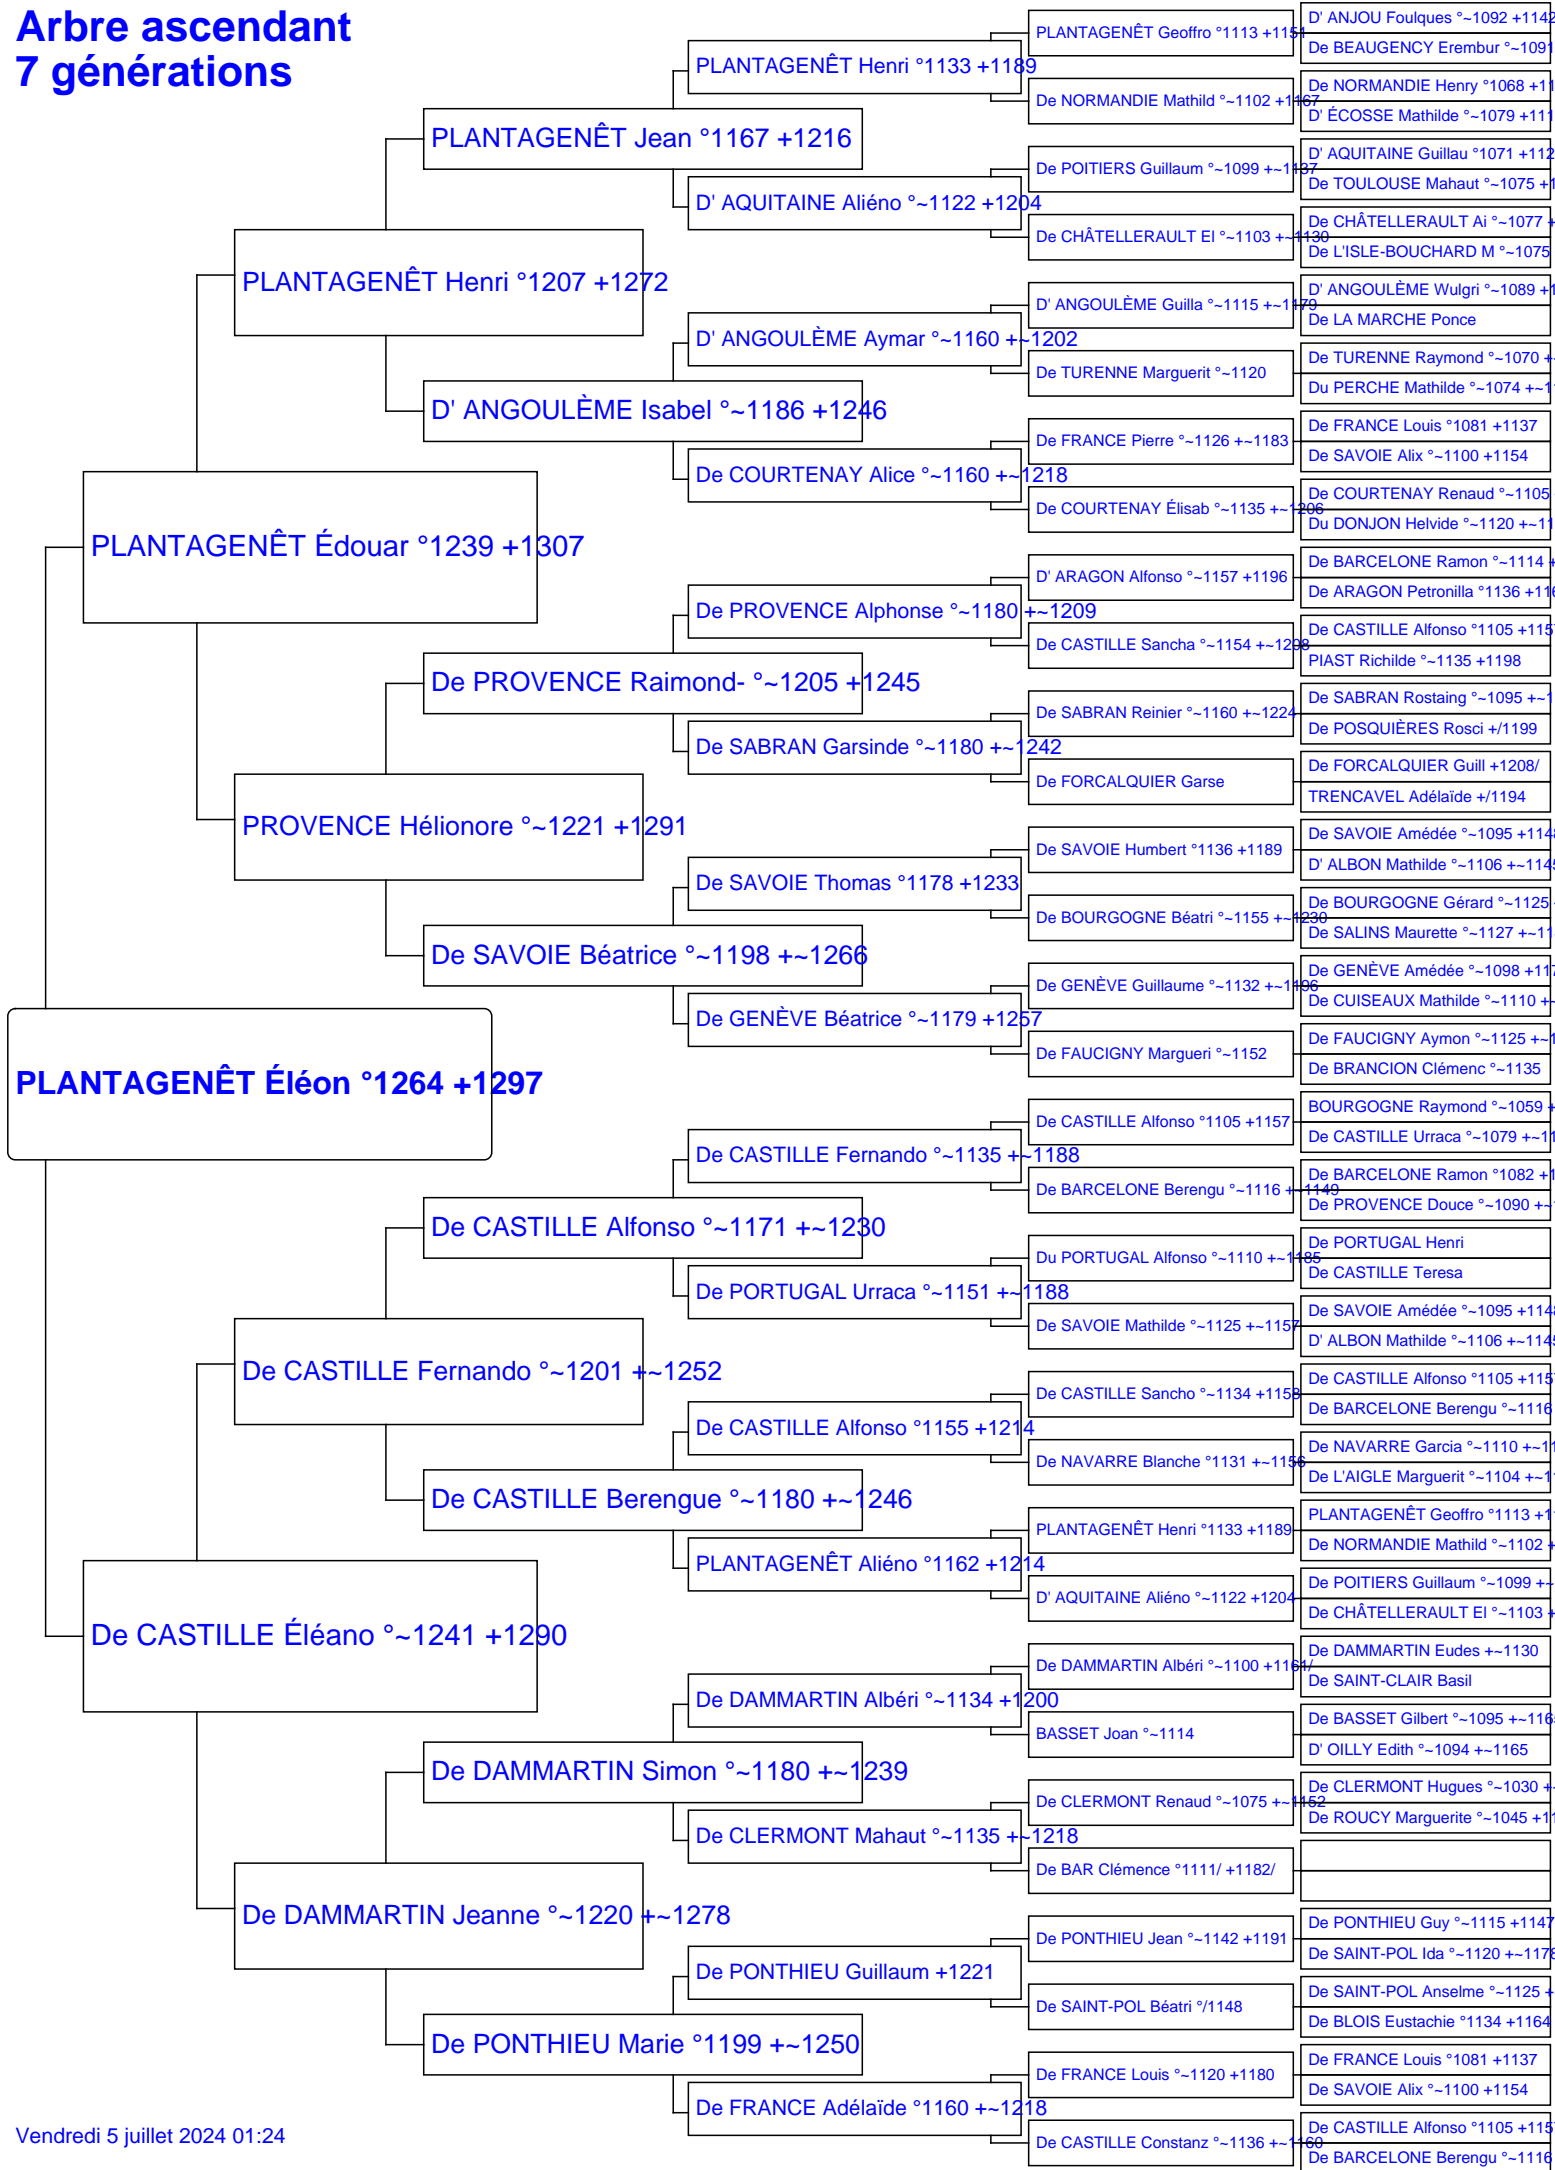 Arbre ascendant
7 générations
PLANTAGENÊT Éléon °1264 +1297
PLANTAGENÊT Édouar °1239 +1307
De CASTILLE Éléano °~1241 +1290
PLANTAGENÊT Henri °1207 +1272
PROVENCE Hélionore °~1221 +1291
De CASTILLE Fernando °~1201 +~1252
De DAMMARTIN Jeanne °~1220 +~1278
PLANTAGENÊT Jean °1167 +1216
D' ANGOULÈME Isabel °~1186 +1246
De PROVENCE Raimond- °~1205 +1245
De SAVOIE Béatrice °~1198 +~1266
De CASTILLE Alfonso °~1171 +~1230
De CASTILLE Berengue °~1180 +~1246
De DAMMARTIN Simon °~1180 +~1239
De PONTHIEU Marie °1199 +~1250
PLANTAGENÊT Henri °1133 +1189
D' AQUITAINE Aliéno °~1122 +1204
D' ANGOULÈME Aymar °~1160 +~1202
De COURTENAY Alice °~1160 +~1218
De PROVENCE Alphonse °~1180 +~1209
De SABRAN Garsinde °~1180 +~1242
De SAVOIE Thomas °1178 +1233
De GENÈVE Béatrice °~1179 +1257
De CASTILLE Fernando °~1135 +~1188
De PORTUGAL Urraca °~1151 +~1188
De CASTILLE Alfonso °1155 +1214
PLANTAGENÊT Aliéno °1162 +1214
De DAMMARTIN Albéri °~1134 +1200
De CLERMONT Mahaut °~1135 +~1218
De PONTHIEU Guillaum +1221
De FRANCE Adélaïde °1160 +~1218
PLANTAGENÊT Geoffro °1113 +1151
De NORMANDIE Mathild °~1102 +1167
De POITIERS Guillaum °~1099 +~1137
De CHÂTELLERAULT El °~1103 +~1130
D' ANGOULÈME Guilla °~1115 +~1179
De TURENNE Marguerit °~1120
De FRANCE Pierre °~1126 +~1183
De COURTENAY Élisab °~1135 +~1206
D' ARAGON Alfonso °~1157 +1196
De CASTILLE Sancha °~1154 +~1208
De SABRAN Reinier °~1160 +~1224
De FORCALQUIER Garse
De SAVOIE Humbert °1136 +1189
De BOURGOGNE Béatri °~1155 +~1230
De GENÈVE Guillaume °~1132 +~1196
De FAUCIGNY Margueri °~1152
De CASTILLE Alfonso °1105 +1157
De BARCELONE Berengu °~1116 +~1149
Du PORTUGAL Alfonso °~1110 +~1185
De SAVOIE Mathilde °~1125 +~1157
De CASTILLE Sancho °~1134 +1158
De NAVARRE Blanche °1131 +~1156
PLANTAGENÊT Henri °1133 +1189
D' AQUITAINE Aliéno °~1122 +1204
De DAMMARTIN Albéri °~1100 +1161/
BASSET Joan °~1114
De CLERMONT Renaud °~1075 +~1152
De BAR Clémence °1111/ +1182/
De PONTHIEU Jean °~1142 +1191
De SAINT-POL Béatri °/1148
De FRANCE Louis °~1120 +1180
De CASTILLE Constanz °~1136 +~1160
D' ANJOU Foulques °~1092 +1142
De BEAUGENCY Erembur °~1091
De NORMANDIE Henry °1068 +11
D' ÉCOSSE Mathilde °~1079 +111
D' AQUITAINE Guillau °1071 +112
De TOULOUSE Mahaut °~1075 +1
De CHÂTELLERAULT Ai °~1077 +
De L'ISLE-BOUCHARD M °~1075
D' ANGOULÈME Wulgri °~1089 +1
De LA MARCHE Ponce
De TURENNE Raymond °~1070 +
Du PERCHE Mathilde °~1074 +~1
De FRANCE Louis °1081 +1137
De SAVOIE Alix °~1100 +1154
De COURTENAY Renaud °~1105
Du DONJON Helvide °~1120 +~11
De BARCELONE Ramon °~1114 +
De ARAGON Petronilla °1136 +116
De CASTILLE Alfonso °1105 +115
PIAST Richilde °~1135 +1198
De SABRAN Rostaing °~1095 +~1
De POSQUIÈRES Rosci +/1199
De FORCALQUIER Guill +1208/
TRENCAVEL Adélaïde +/1194
De SAVOIE Amédée °~1095 +1148
D' ALBON Mathilde °~1106 +~1145
De BOURGOGNE Gérard °~1125
De SALINS Maurette °~1127 +~11
De GENÈVE Amédée °~1098 +117
De CUISEAUX Mathilde °~1110 +
De FAUCIGNY Aymon °~1125 +~1
De BRANCION Clémenc °~1135
BOURGOGNE Raymond °~1059 +
De CASTILLE Urraca °~1079 +~11
De BARCELONE Ramon °1082 +1
De PROVENCE Douce °~1090 +~
De PORTUGAL Henri
De CASTILLE Teresa
De SAVOIE Amédée °~1095 +1148
D' ALBON Mathilde °~1106 +~1145
De CASTILLE Alfonso °1105 +115
De BARCELONE Berengu °~1116
De NAVARRE Garcia °~1110 +~11
De L'AIGLE Marguerit °~1104 +~1
PLANTAGENÊT Geoffro °1113 +1
De NORMANDIE Mathild °~1102 +
De POITIERS Guillaum °~1099 +~
De CHÂTELLERAULT El °~1103 +
De DAMMARTIN Eudes +~1130
De SAINT-CLAIR Basil
De BASSET Gilbert °~1095 +~116
D' OILLY Edith °~1094 +~1165
De CLERMONT Hugues °~1030 +
De ROUCY Marguerite °~1045 +1
De PONTHIEU Guy °~1115 +1147
De SAINT-POL Ida °~1120 +~1178
De SAINT-POL Anselme °~1125 +
De BLOIS Eustachie °1134 +1164
De FRANCE Louis °1081 +1137
De SAVOIE Alix °~1100 +1154
De CASTILLE Alfonso °1105 +115
De BARCELONE Berengu °~1116
Vendredi 5 juillet 2024 01:24